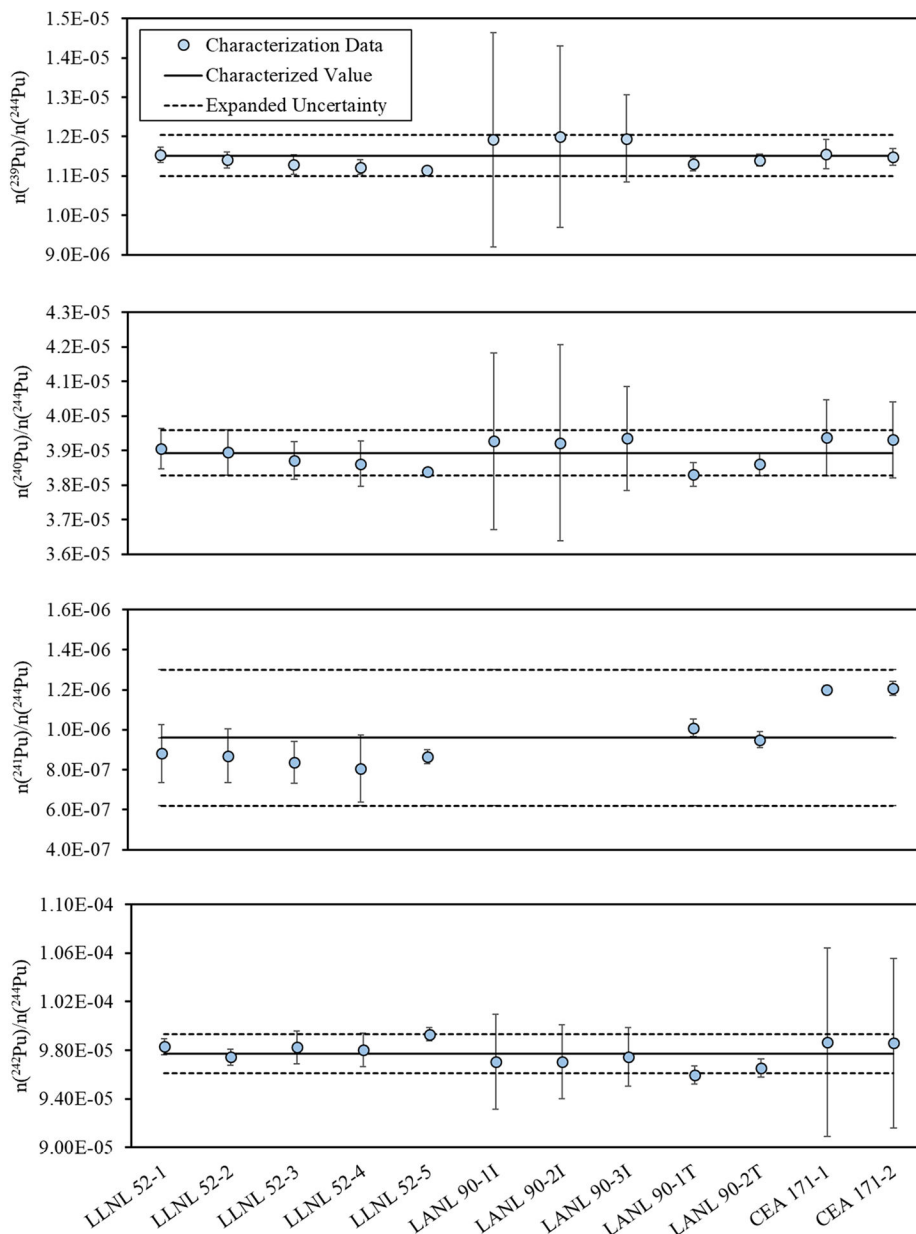 n(²³⁹Pu)/n(²⁴⁴Pu)
1.5E-05
1.4E-05
1.3E-05
1.2E-05
1.1E-05
1.0E-05
9.0E-06
Characterization Data
Characterized Value
Expanded Uncertainty
n(²⁴⁰Pu)/n(²⁴⁴Pu)
4.3E-05
4.2E-05
4.1E-05
4.0E-05
3.9E-05
3.8E-05
3.7E-05
3.6E-05
n(²⁴¹Pu)/n(²⁴⁴Pu)
1.6E-06
1.4E-06
1.2E-06
1.0E-06
8.0E-07
6.0E-07
4.0E-07
n(²⁴²Pu)/n(²⁴⁴Pu)
1.10E-04
1.06E-04
1.02E-04
9.80E-05
9.40E-05
9.00E-05
LLNL 52-1
LLNL 52-2
LLNL 52-3
LLNL 52-4
LLNL 52-5
LANL 90-1I
LANL 90-2I
LANL 90-3I
LANL 90-1T
LANL 90-2T
CEA 171-1
CEA 171-2